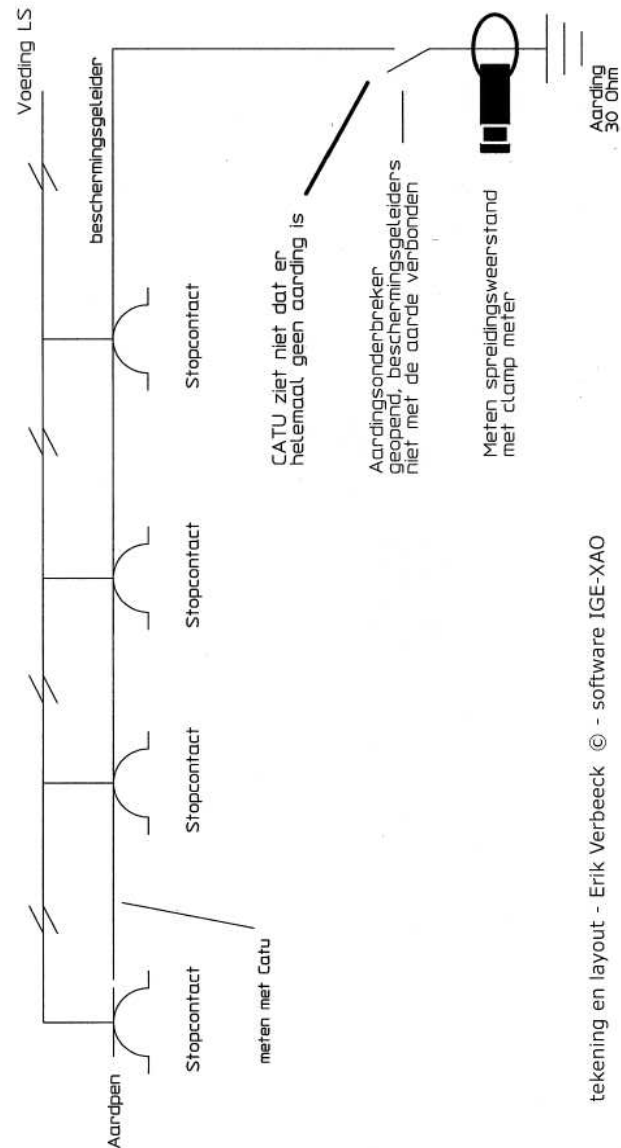 Voeding LS
beschermingsgeleider
Aardpen
Stopcontact
Stopcontact
Stopcontact
Stopcontact
meten met Catu
CATU ziet niet dat er
helemaal geen aarding is
Aardingsonderbreker
geopend, beschermingsgeleiders
niet met de aarde verbonden
Meten spreidingsweerstand
met clamp meter
Aarding
30 Ohm
tekening en layout - Erik Verbeeck © - software IGE-XAO